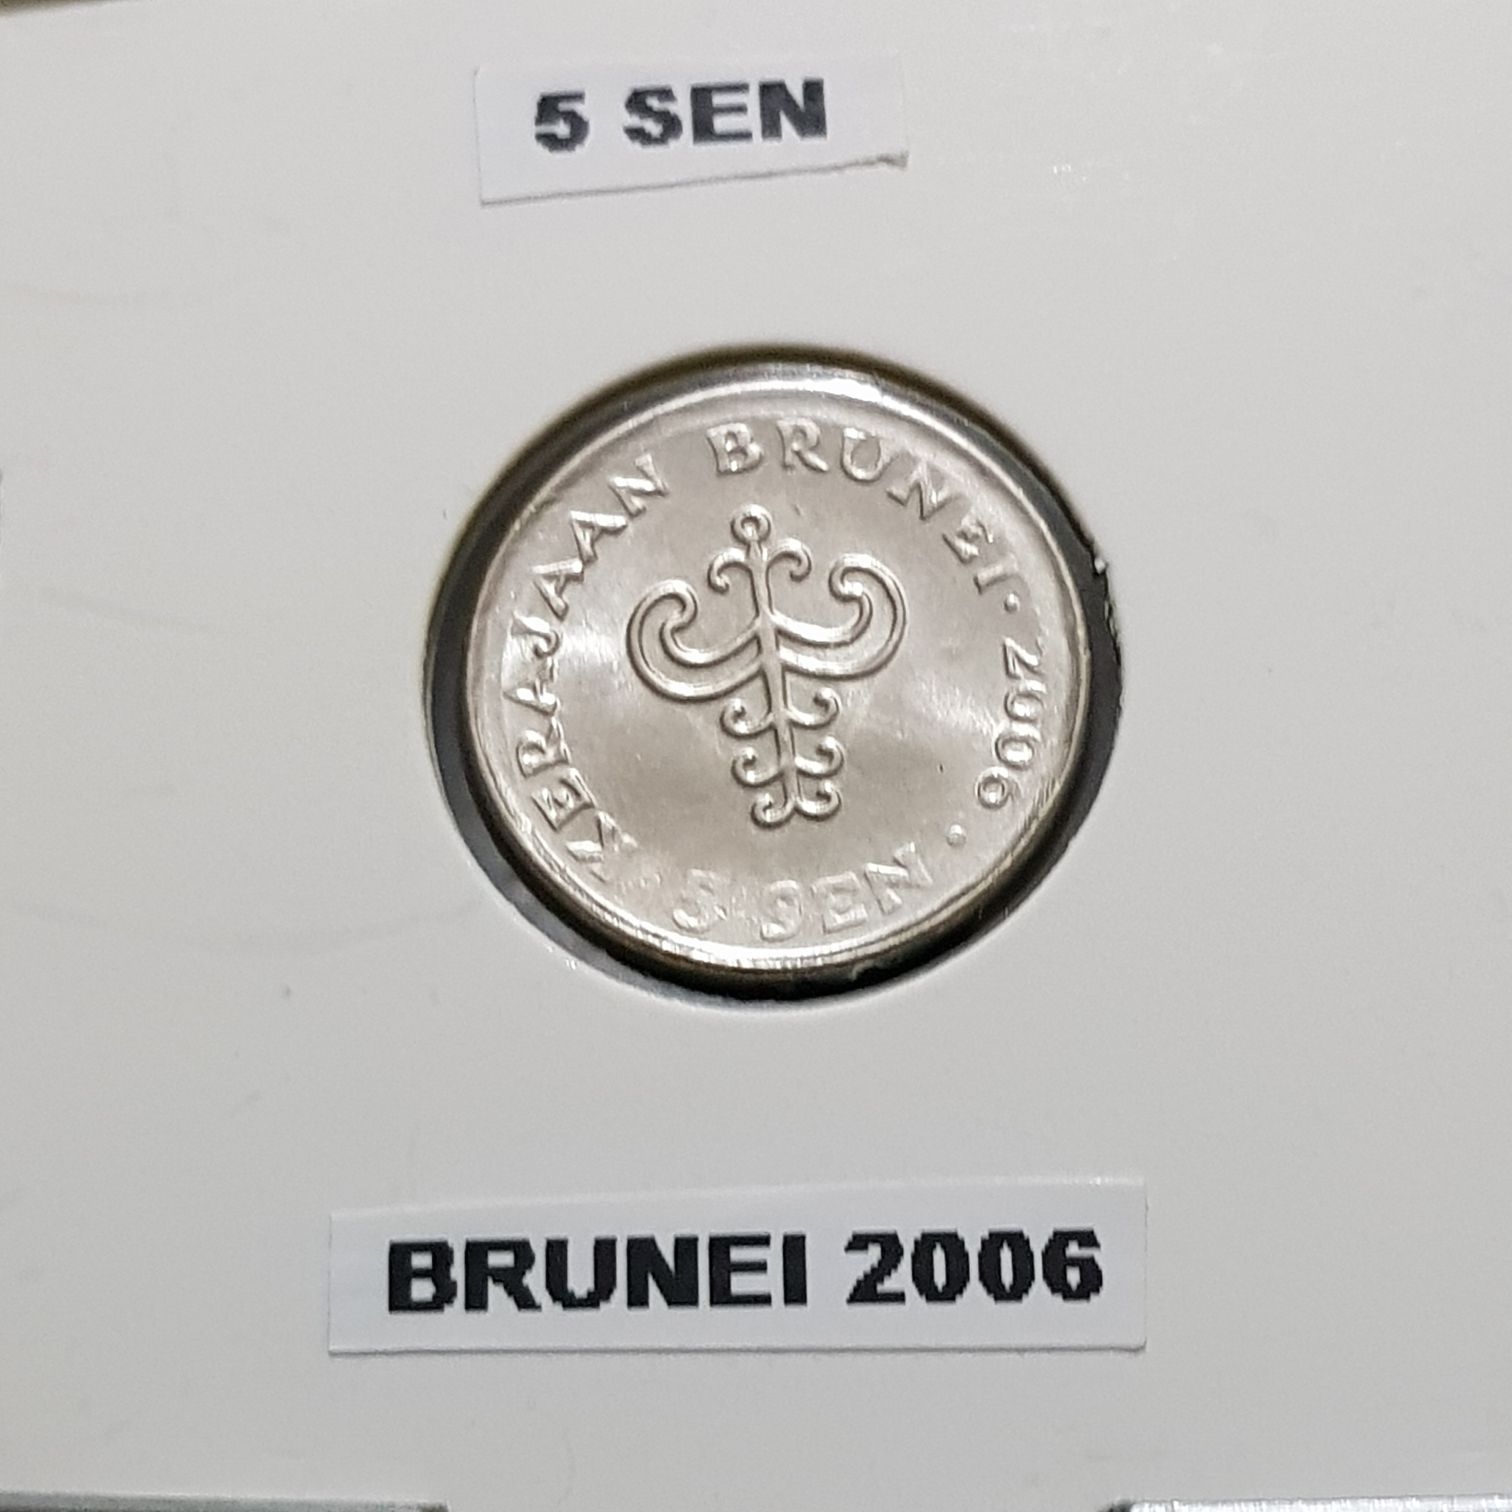 5 SEN
KERAJAAN BRUNEI · 2006 ·
5 SEN ·
BRUNEI 2006